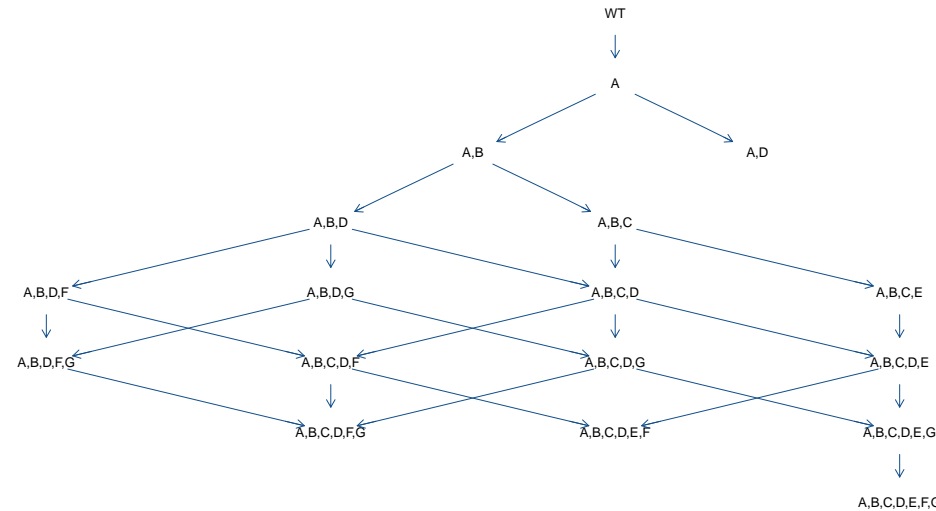 WT
A
A,B
A,D
A,B,D
A,B,C
A,B,D,F
A,B,D,G
A,B,C,D
A,B,C,E
A,B,D,F,G
A,B,C,D,F
A,B,C,D,G
A,B,C,D,E
A,B,C,D,F,G
A,B,C,D,E,F
A,B,C,D,E,G
A,B,C,D,E,F,G